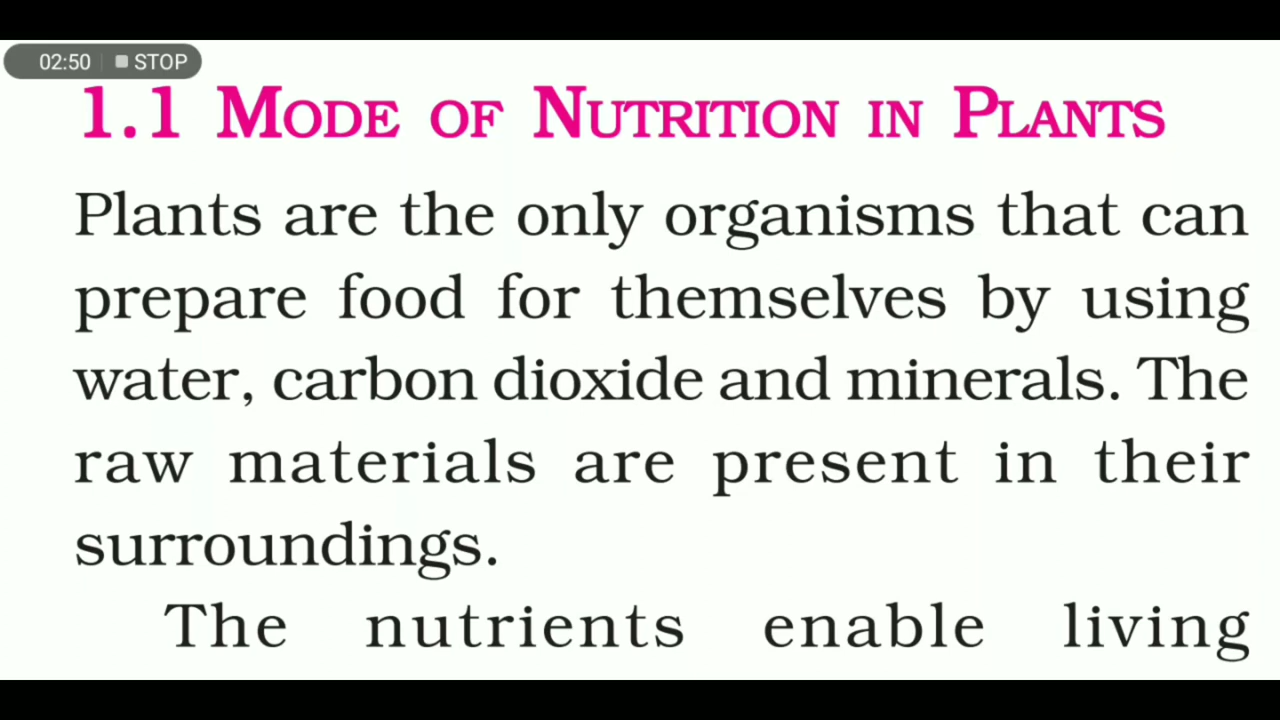 02:50 STOP
1.1 MODE OF NUTRITION IN PLANTS
Plants are the only organisms that can
prepare food for themselves by using
water, carbon dioxide and minerals. The
raw materials are present in their
surroundings.
The nutrients enable living